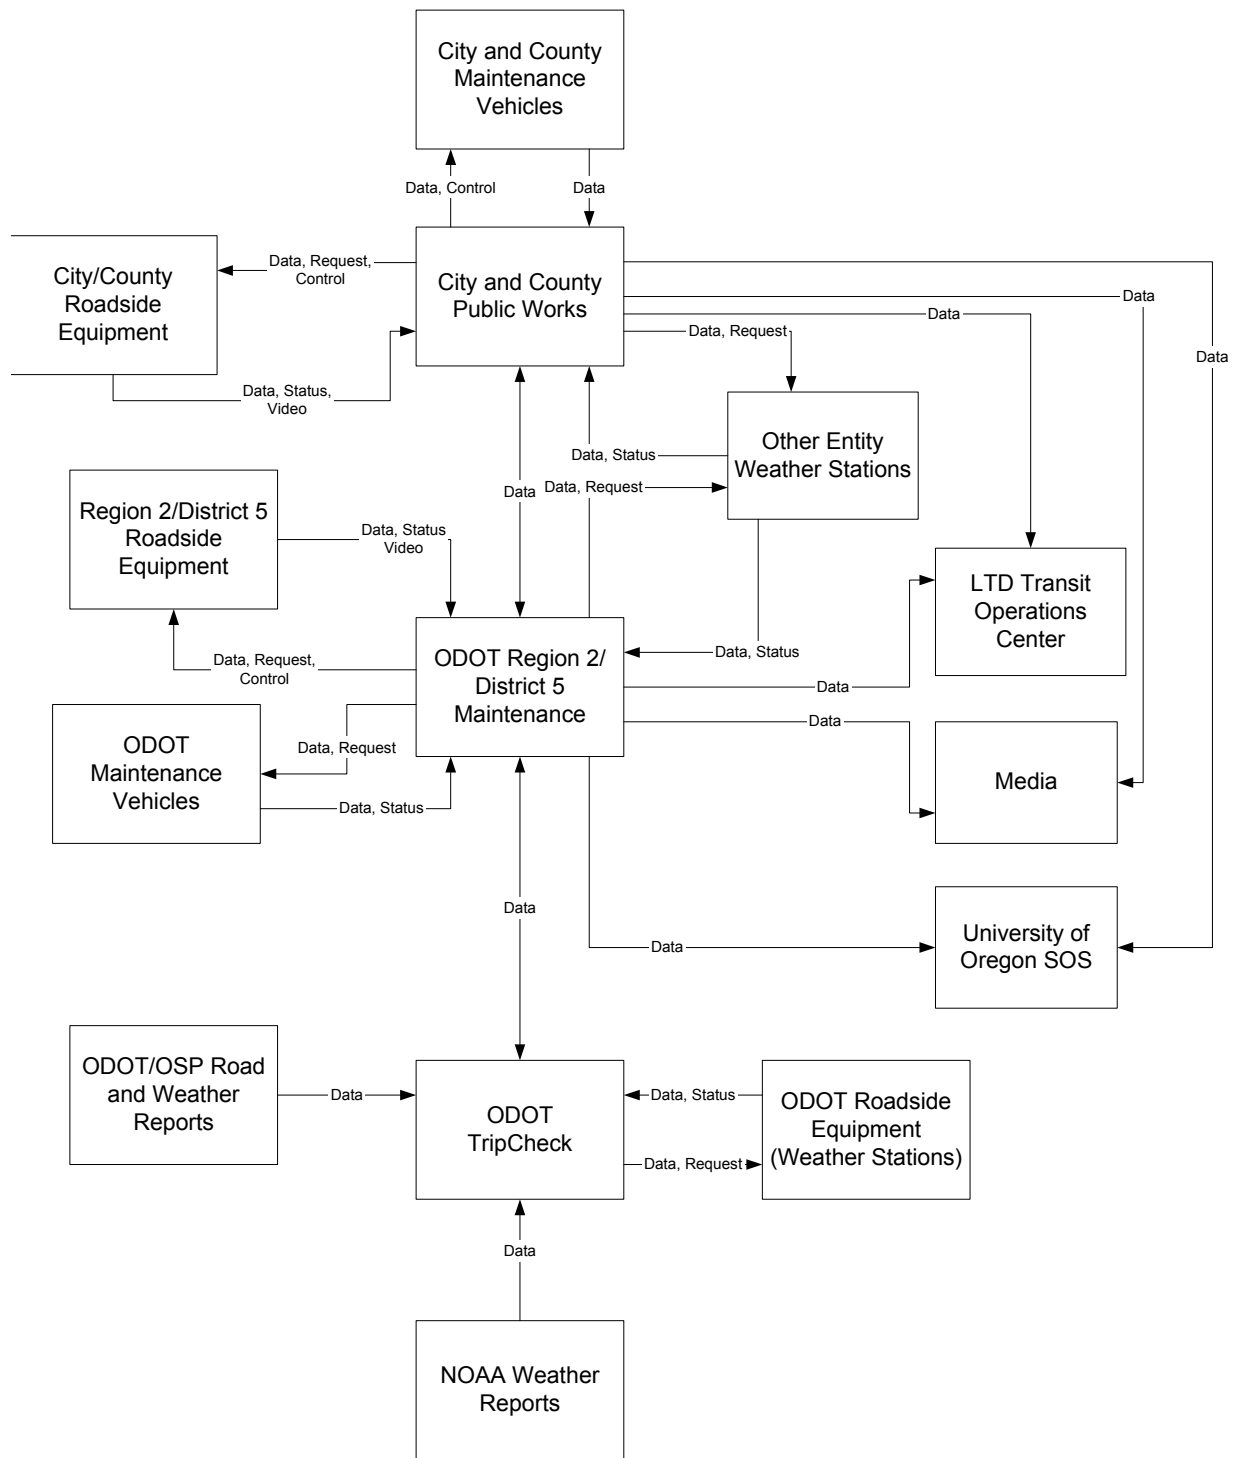 City and County
Maintenance
Vehicles
Data, Control
Data
City/County
Roadside
Equipment
Data, Request,
Control
City and County
Public Works
Data
Data
Data, Request
Data
Data, Status,
Video
Other Entity
Weather Stations
Data, Status
Data, Request
Data
Region 2/District 5
Roadside
Equipment
Data, Status
Video
LTD Transit
Operations
Center
Data, Request,
Control
ODOT Region 2/
District 5
Maintenance
Data, Status
Data
Data
ODOT
Maintenance
Vehicles
Data, Request
Data, Status
Media
Data
Data
University of
Oregon SOS
ODOT/OSP Road
and Weather
Reports
Data
ODOT
TripCheck
Data, Status
Data, Request
ODOT Roadside
Equipment
(Weather Stations)
Data
NOAA Weather
Reports